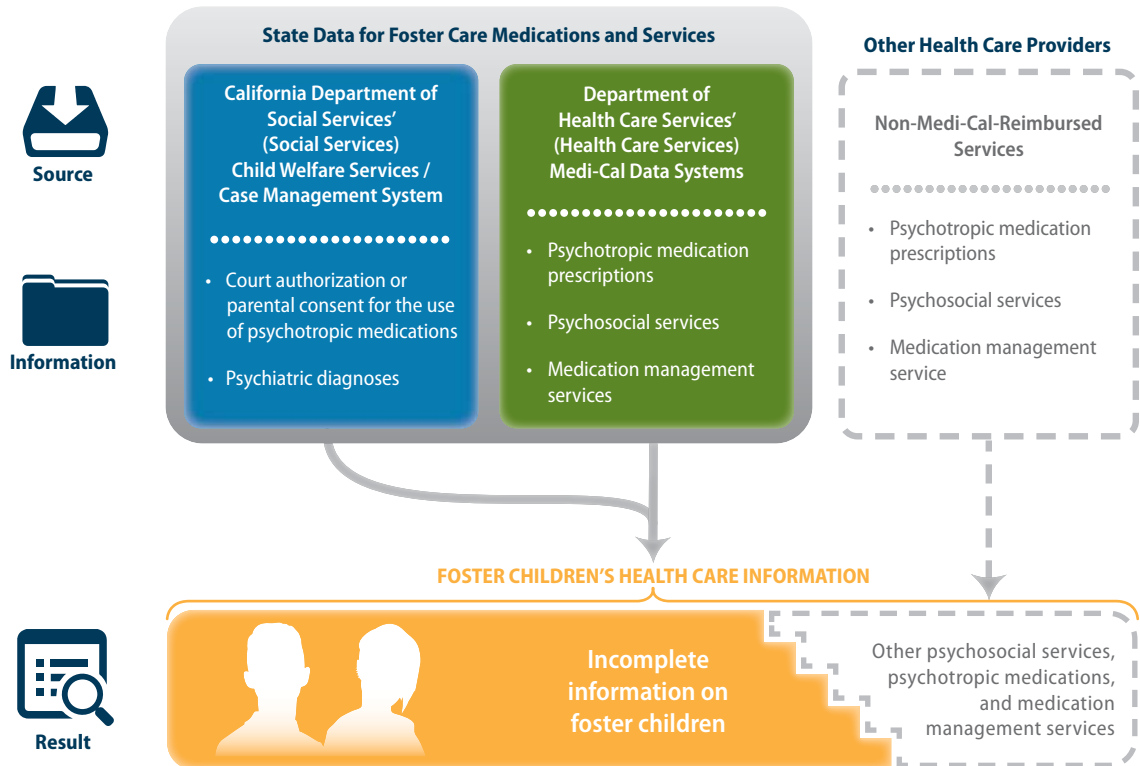 State Data for Foster Care Medications and Services
Other Health Care Providers
Source
California Department of
Social Services’
(Social Services)
Child Welfare Services /
Case Management System
Department of
Health Care Services’
(Health Care Services)
Medi-Cal Data Systems
Non-Medi-Cal-Reimbursed
Services
Information
• Court authorization or
parental consent for the use
of psychotropic medications
• Psychiatric diagnoses
• Psychotropic medication
prescriptions
• Psychosocial services
• Medication management
services
• Psychotropic medication
prescriptions
• Psychosocial services
• Medication management
service
FOSTER CHILDREN’S HEALTH CARE INFORMATION
Result
Incomplete
information on
foster children
Other psychosocial services,
psychotropic medications,
and medication
management services